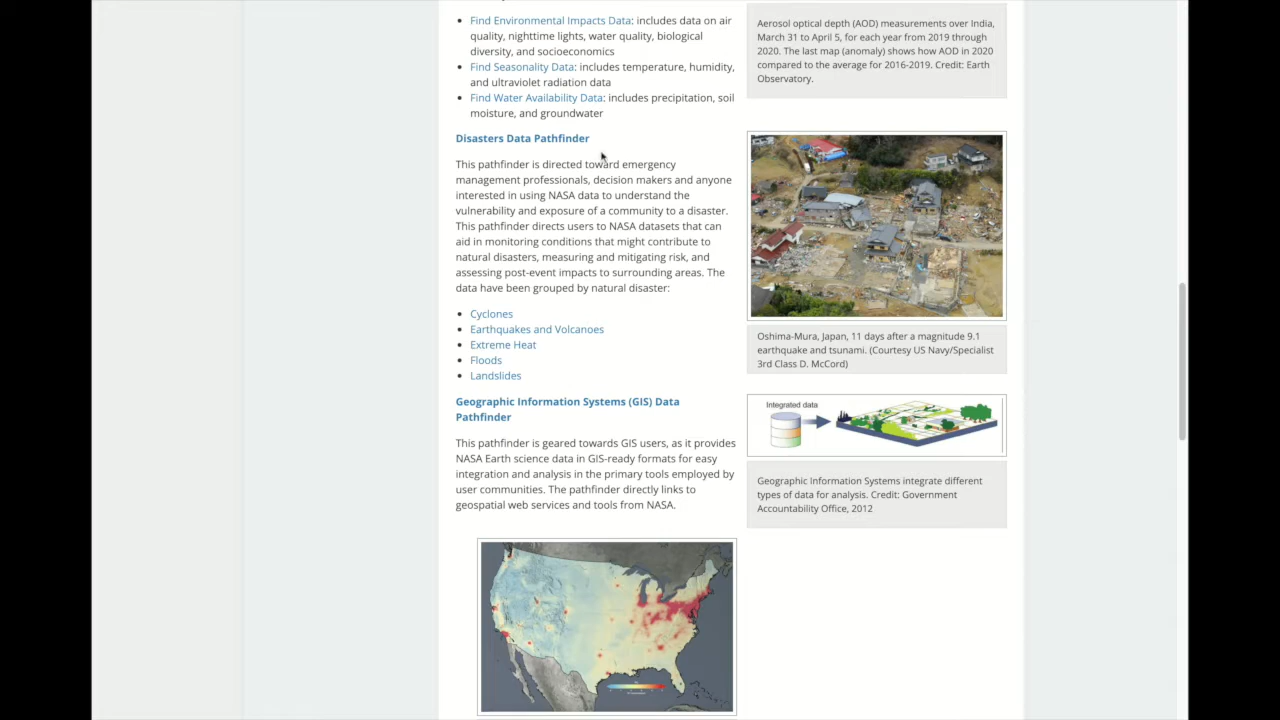 Find Environmental Impacts Data: includes data on air
quality, nighttime lights, water quality, biological
diversity, and socioeconomics
Find Seasonality Data: includes temperature, humidity,
and ultraviolet radiation data
Find Water Availability Data: includes precipitation, soil
moisture, and groundwater
Aerosol optical depth (AOD) measurements over India,
March 31 to April 5, for each year from 2019 through
2020. The last map (anomaly) shows how AOD in 2020
compared to the average for 2016-2019. Credit: Earth
Observatory.
Disasters Data Pathfinder
This pathfinder is directed toward emergency
management professionals, decision makers and anyone
interested in using NASA data to understand the
vulnerability and exposure of a community to a disaster.
This pathfinder directs users to NASA datasets that can
aid in monitoring conditions that might contribute to
natural disasters, measuring and mitigating risk, and
assessing post-event impacts to surrounding areas. The
data have been grouped by natural disaster:
Cyclones
Earthquakes and Volcanoes
Extreme Heat
Floods
Landslides
Oshima-Mura, Japan, 11 days after a magnitude 9.1
earthquake and tsunami. (Courtesy US Navy/Specialist
3rd Class D. McCord)
Geographic Information Systems (GIS) Data
Pathfinder
This pathfinder is geared towards GIS users, as it provides
NASA Earth science data in GIS-ready formats for easy
integration and analysis in the primary tools employed by
user communities. The pathfinder directly links to
geospatial web services and tools from NASA.
Integrated data
Geographic Information Systems integrate different
types of data for analysis. Credit: Government
Accountability Office, 2012